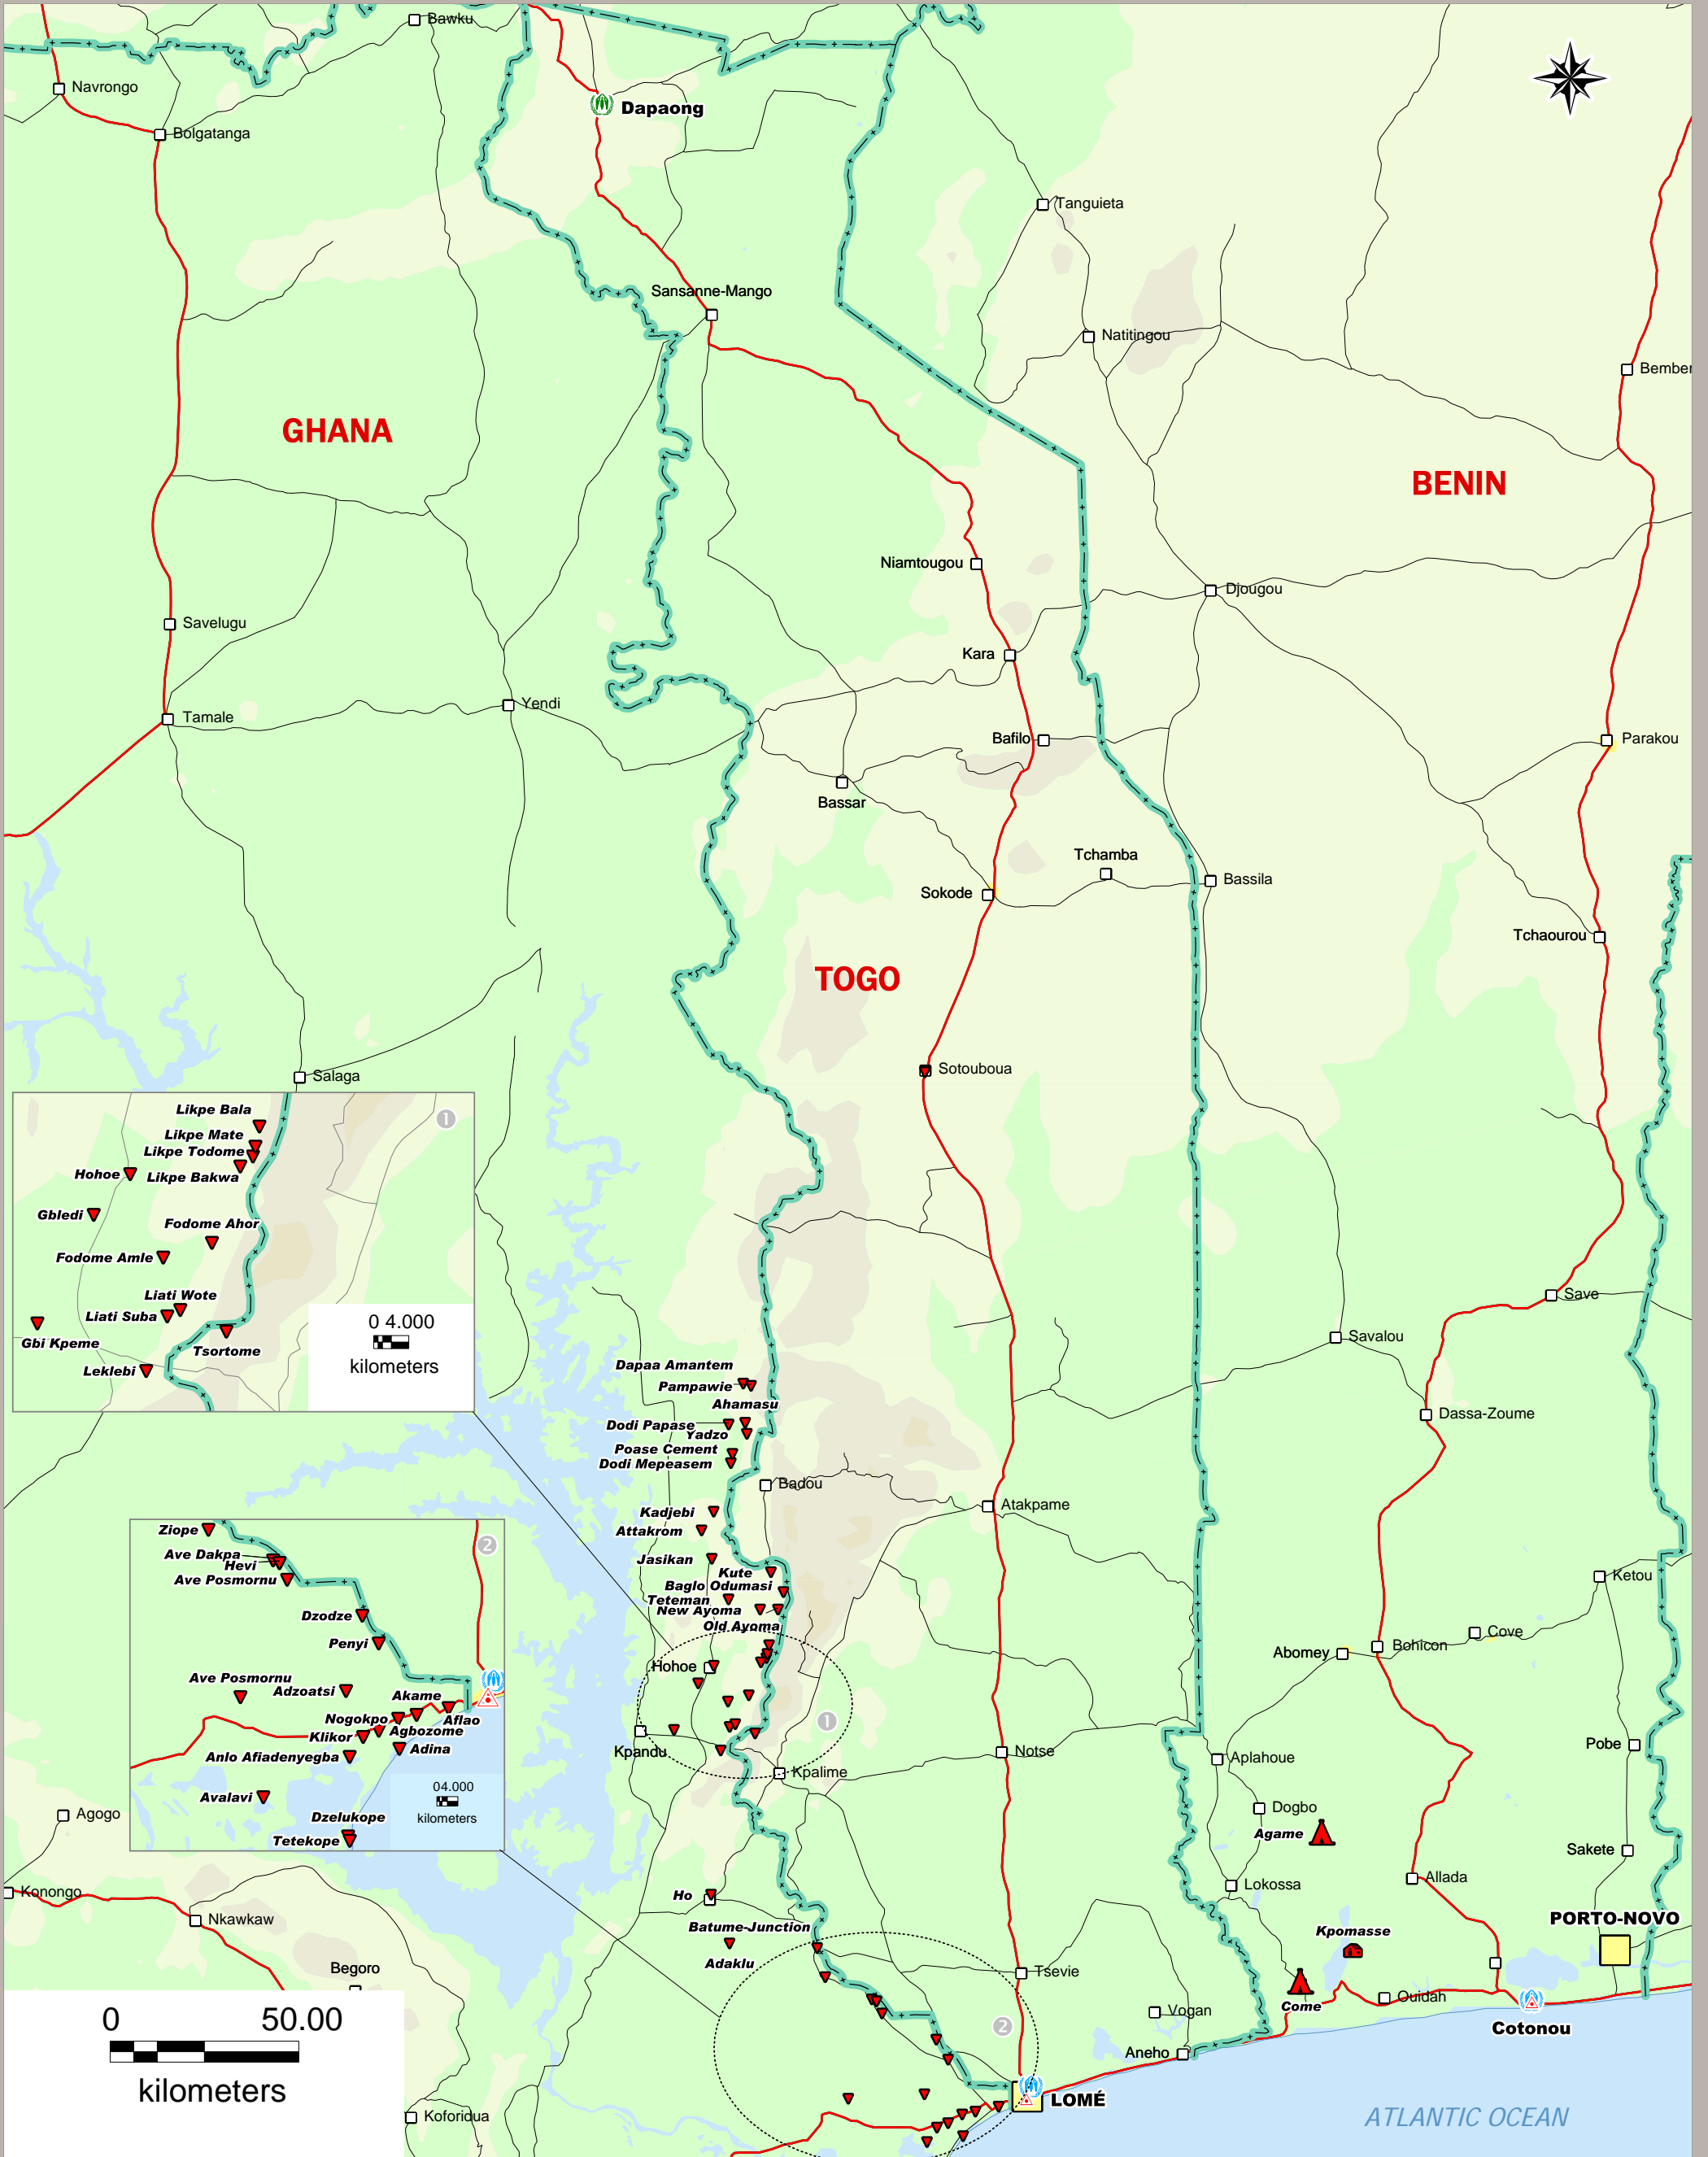 Bawku
Navrongo
Dapaong
Bolgatanga
Tanguieta
Sansanne-Mango
Natitingou
GHANA
BENIN
Niamtougou
Djougou
Savelugu
Kara
Yendi
Tamale
Bafilo
Parakou
Bassar
Tchamba
Sokode
Bassila
Tchaourou
TOGO
Sotouboua
Salaga
Likpe Bala
1
Likpe Mate
Likpe Todome
Hohoe
Likpe Bakwa
Gbledi
Fodome Ahor
Fodome Amle
Liati Wote
Liati Suba
Gbi Kpeme
Tsortome
Leklebi
0 4.000
kilometers
Save
Savalou
Dapaa Amantem
Pampawie
Ahamasu
Dodi Papase
Yadzo
Poase Cement
Dodi Mepeasem
Dassa-Zoume
Badou
Atakpame
Kadjebi
Attakrom
Jasikan
Kute
Baglo Odumasi
Teteman
New Ayoma
Old Ayoma
Ketou
Cove
Bohicon
Abomey
Hohoe
1
Kpandu
Kpalime
Notse
Aplahoue
Pobe
Ziope
2
Ave Dakpa
Hevi
Ave Posmornu
Dzodze
Penyi
Ave Posmornu
Adzoatsi
Akame
Nogokpo
Aflao
Klikor
Agbozome
Anlo Afiadenyegba
Adina
Avalavi
04.000
kilometers
Dzelukope
Tetekope
Agogo
Dogbo
Agame
Sakete
Allada
Lokossa
Konongo
Nkawkaw
Ho
Batume-Junction
Adaklu
Kpomasse
PORTO-NOVO
Begoro
Tsevie
Vogan
Come
Ouidah
Cotonou
2
Aneho
LOMÉ
0 50.00
kilometers
Koforidua
ATLANTIC OCEAN